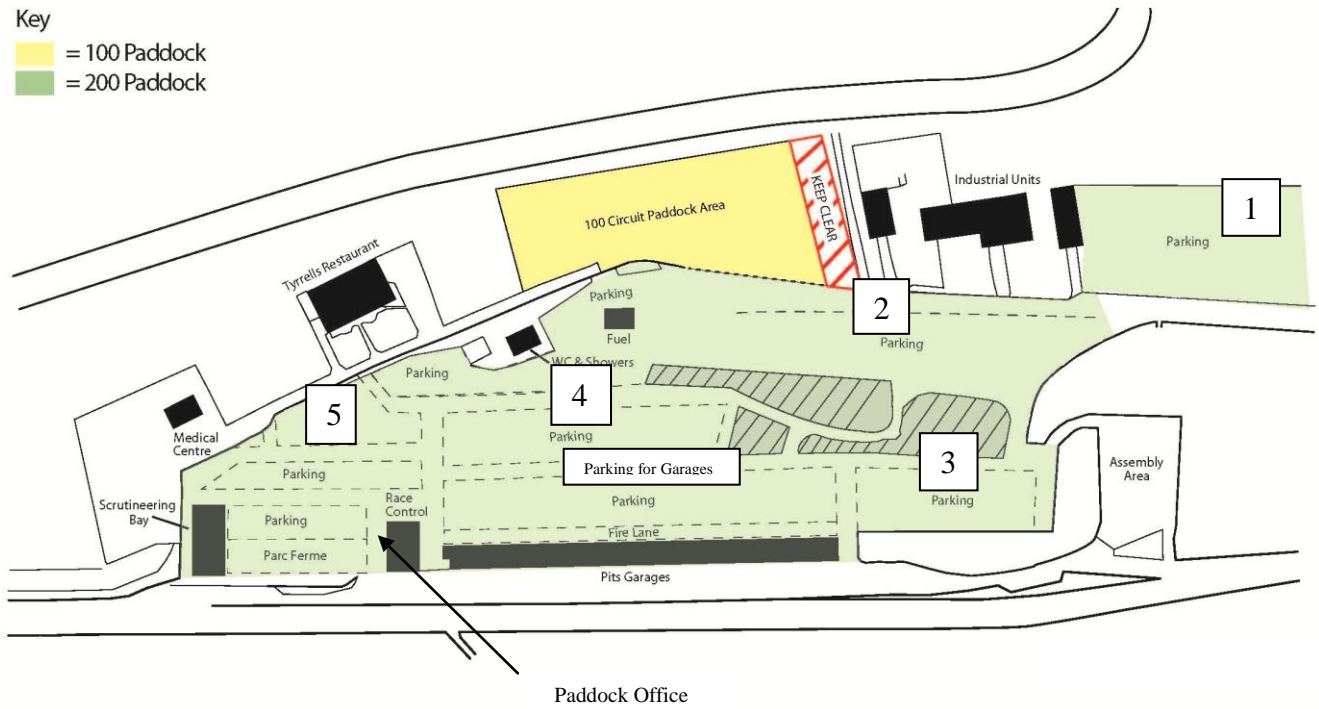 Key
= 100 Paddock
= 200 Paddock
KEEP CLEAR
Industrial Units
1
Parking
100 Circuit Paddock Area
Tyrrells Restaurant
Parking
2
Fuel
Parking
WC & Showers
Parking
4
5
Parking
Medical
Centre
Parking for Garages
3
Assembly
Area
Parking
Parking
Parking
Scrutineering
Bay
Race
Control
Parking
Fire Lane
Parc Ferme
Pits Garages
Paddock Office